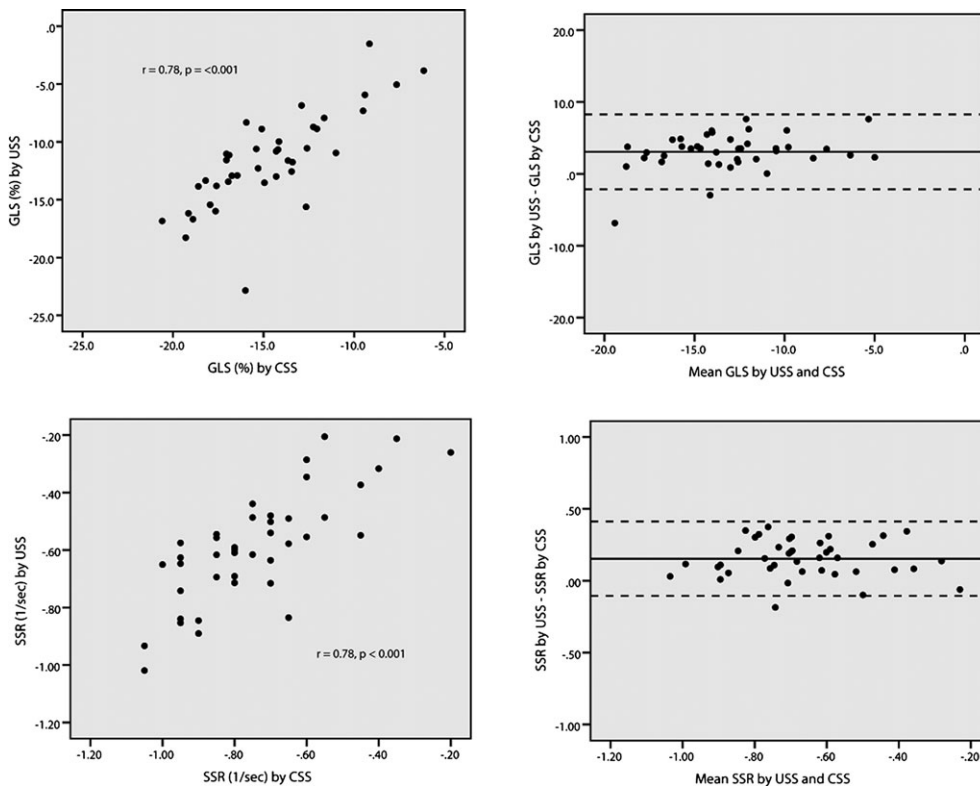 .0
-5.0
-10.0
-15.0
-20.0
-25.0
GLS (%) by USS
r = 0.78, p = <0.001
-25.0 -20.0 -15.0 -10.0 -5.0
GLS (%) by CSS
20.0
10.0
.0
-10.0
-20.0
GLS by USS - GLS by CSS
-20.0 -15.0 -10.0 -5.0 .0
Mean GLS by USS and CSS
-.20
-.40
-.60
-.80
-1.00
-1.20
SSR (1/sec) by USS
r = 0.78, p < 0.001
-1.20 -1.00 -.80 -.60 -.40 -.20
SSR (1/sec) by CSS
1.00
.50
.00
-.50
-1.00
SSR by USS - SSR by CSS
-1.20 -1.00 -.80 -.60 -.40 -.20
Mean SSR by USS and CSS